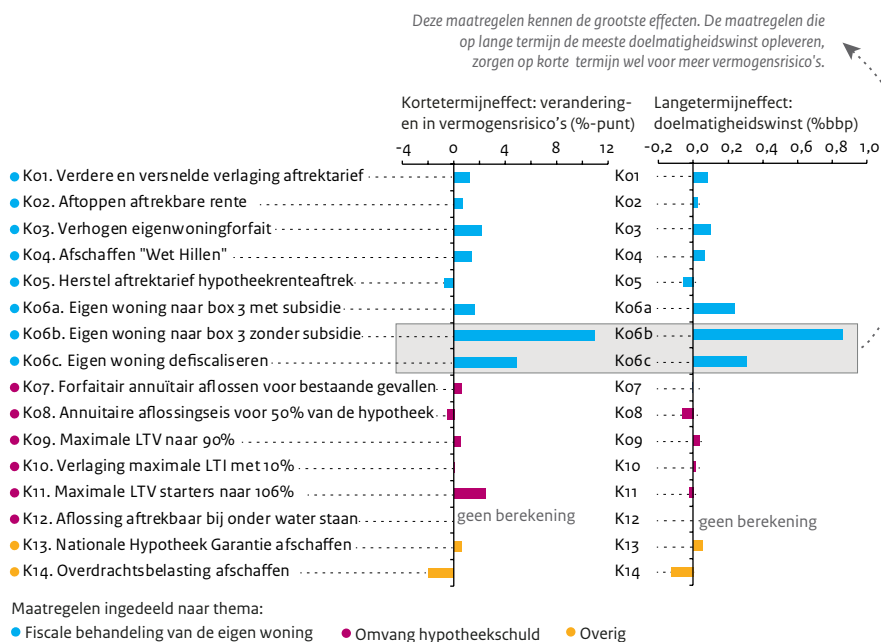 Deze maatregelen kennen de grootste effecten. De maatregelen die
op lange termijn de meeste doelmatigheidswinst opleveren,
zorgen op korte termijn wel voor meer vermogensrisico's.
Kortetermijneffect: verandering-
en in vermogensrisico's (%-punt)
Langetermijneffect:
doelmatigheidswinst (%bbp)
-4 0 4 8 12
-0,2 0,0 0,2 0,4 0,6 0,8 1,0
K01. Verdere en versnelde verlaging aftrektarief K01
K02. Aftoppen aftrekbare rente K02
K03. Verhogen eigenwoningforfait K03
K04. Afschaffen "Wet Hillen" K04
K05. Herstel aftrektarief hypotheekrenteaftrek K05
K06a. Eigen woning naar box 3 met subsidie K06a
K06b. Eigen woning naar box 3 zonder subsidie K06b
K06c. Eigen woning defiscaliseren K06c
K07. Forfaitair annuïtair aflossen voor bestaande gevallen K07
K08. Annuitaire aflossingseis voor 50% van de hypotheek K08
K09. Maximale LTV naar 90% K09
K10. Verlaging maximale LTI met 10% K10
K11. Maximale LTV starters naar 106% K11
K12. Aflossing aftrekbaar bij onder water staan geen berekening K12 geen berekening
K13. Nationale Hypotheek Garantie afschaffen K13
K14. Overdrachtsbelasting afschaffen K14
Maatregelen ingedeeld naar thema:
Fiscale behandeling van de eigen woning Omvang hypotheekschuld Overig